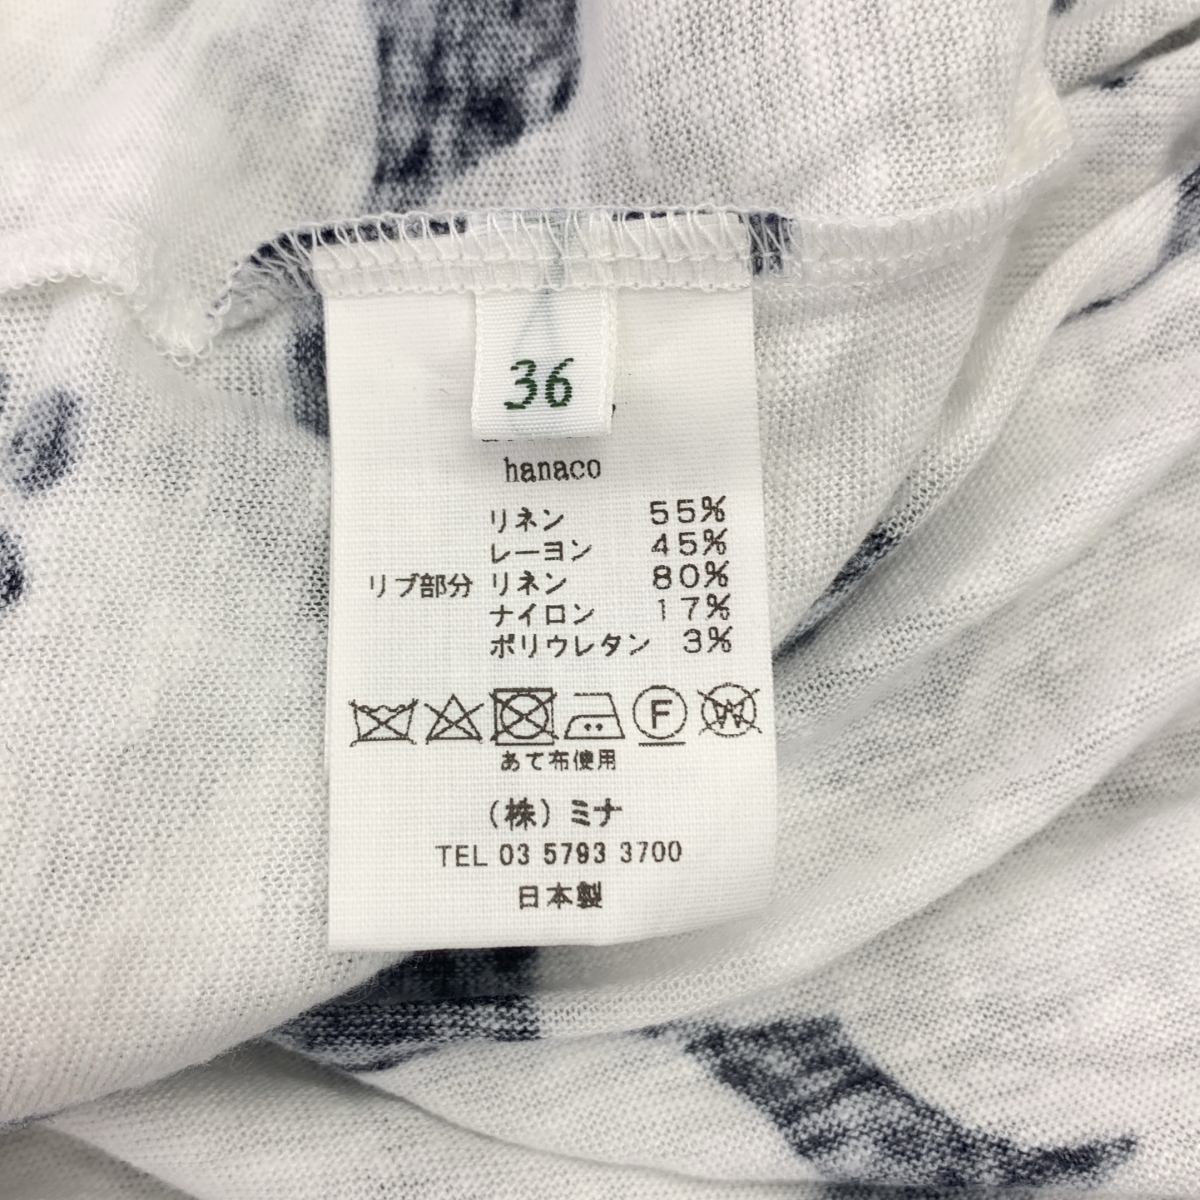 36
hanaco
リネン 55%
レーヨン 45%
リブ部分 リネン 80%
ナイロン 17%
ポリウレタン 3%
F W
あて布使用
(株)ミナ
TEL 03 5793 3700
日本製